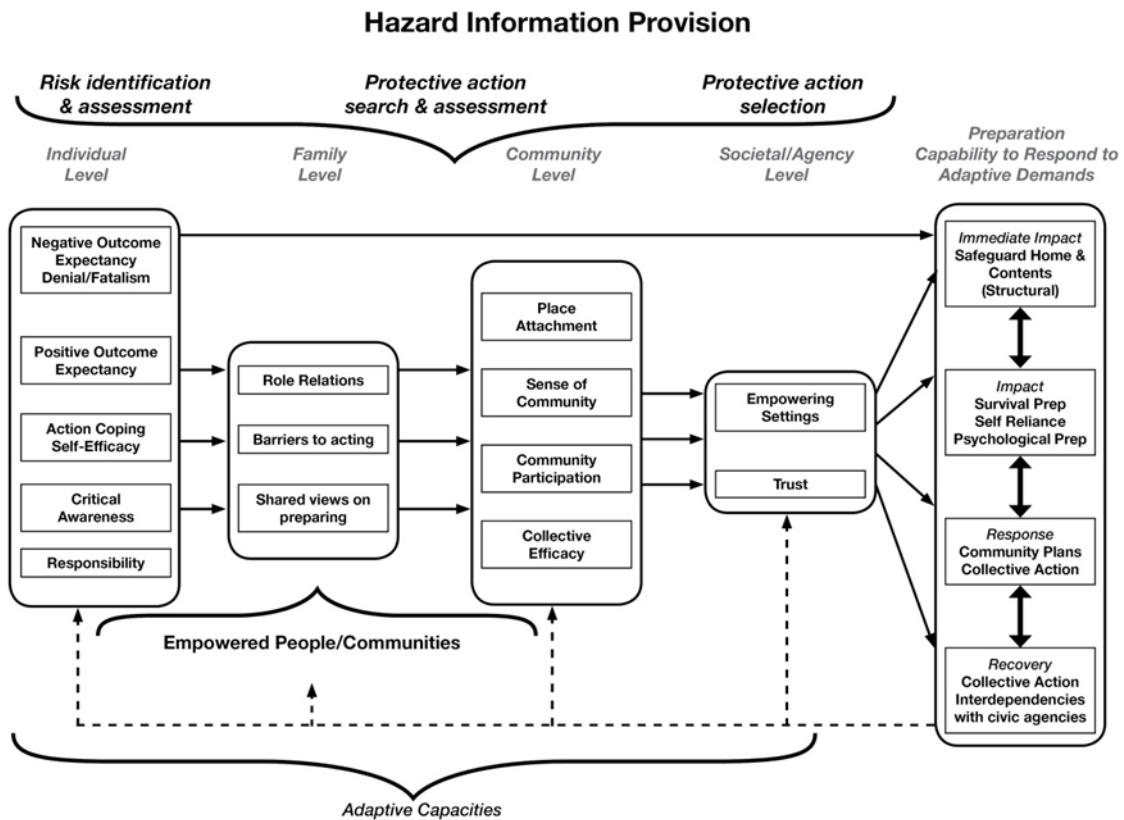 Hazard Information Provision
Risk identification
& assessment
Protective action
search & assessment
Protective action
selection
Individual
Level
Family
Level
Community
Level
Societal/Agency
Level
Preparation
Capability to Respond to
Adaptive Demands
Negative Outcome
Expectancy
Denial/Fatalism
Positive Outcome
Expectancy
Action Coping
Self-Efficacy
Critical
Awareness
Responsibility
Role Relations
Barriers to acting
Shared views on
preparing
Place
Attachment
Sense of
Community
Community
Participation
Collective
Efficacy
Empowering
Settings
Trust
Immediate Impact
Safeguard Home &
Contents
(Structural)
Impact
Survival Prep
Self Reliance
Psychological Prep
Response
Community Plans
Collective Action
Recovery
Collective Action
Interdependencies
with civic agencies
Empowered People/Communities
Adaptive Capacities